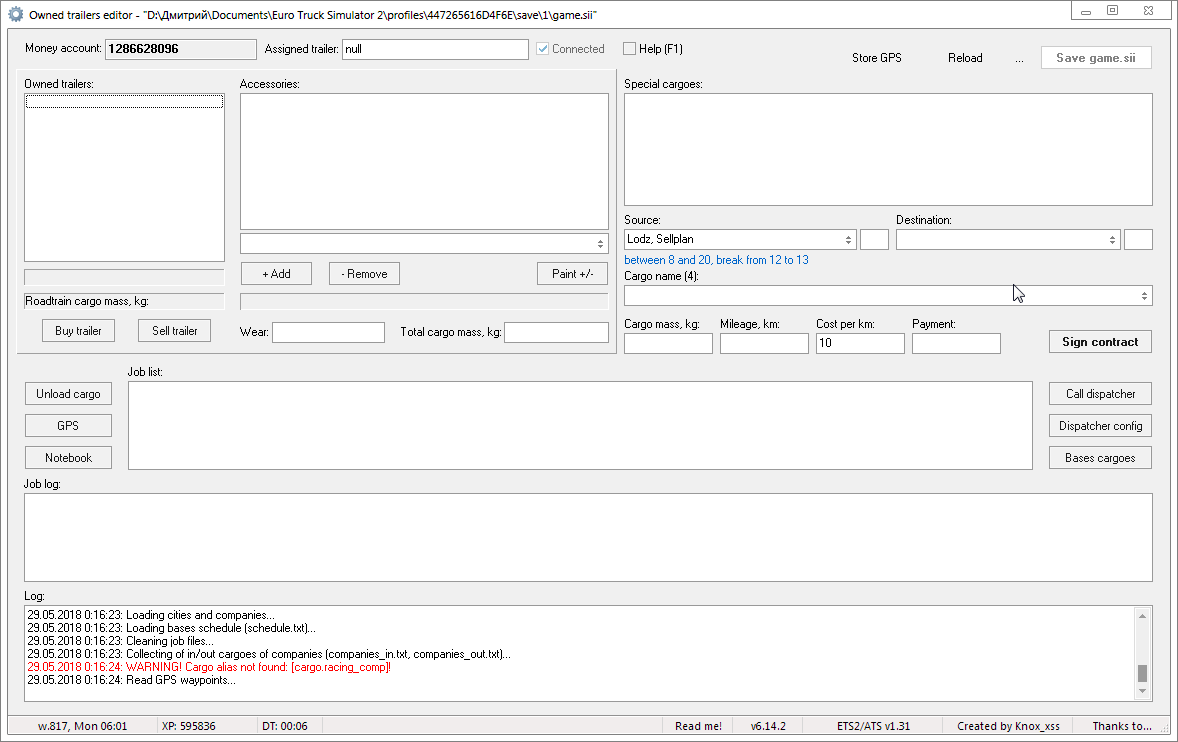 Owned trailers editor - "D:\Дмитрий\Documents\Euro Truck Simulator 2\profiles\447265616D4F6E\save\1\game.sii"
Money account: 1286628096 Assigned trailer: null Connected Help (F1) Store GPS Reload ... Save game.sii
Owned trailers: Accessories: Special cargoes:
Source: Destination:
Lodz, Sellplan
between 8 and 20, break from 12 to 13
+ Add - Remove Paint +/- Cargo name (4):
Roadtrain cargo mass, kg:
Buy trailer Sell trailer Wear: Total cargo mass, kg:
Cargo mass, kg: Mileage, km: Cost per km: Payment:
10 Sign contract
Job list:
Unload cargo Call dispatcher
GPS Dispatcher config
Notebook Bases cargoes
Job log:
Log:
29.05.2018 0:16:23: Loading cities and companies...
29.05.2018 0:16:23: Loading bases schedule (schedule.txt)...
29.05.2018 0:16:23: Cleaning job files...
29.05.2018 0:16:23: Collecting of in/out cargoes of companies (companies_in.txt, companies_out.txt)...
29.05.2018 0:16:24: WARNING! Cargo alias not found: [cargo.racing_comp]!
29.05.2018 0:16:24: Read GPS waypoints...
w.817, Mon 06:01 XP: 595836 DT: 00:06 Read me! v6.14.2 ETS2/ATS v1.31 Created by Knox_xss Thanks to...